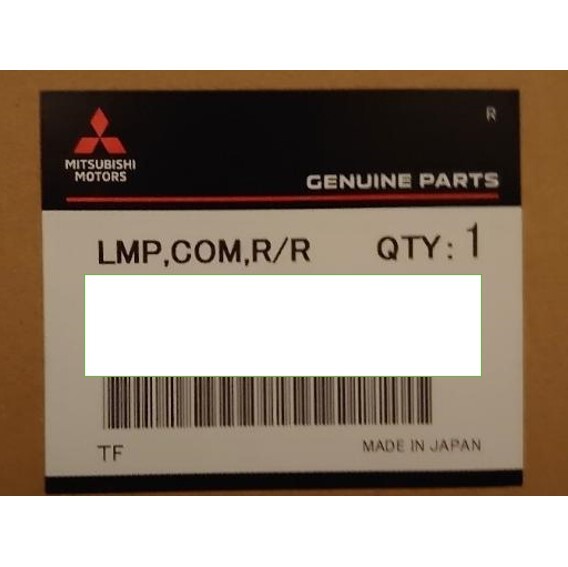 R
MITSUBISHI
MOTORS
GENUINE PARTS
LMP,COM,R/R QTY: 1
TF MADE IN JAPAN